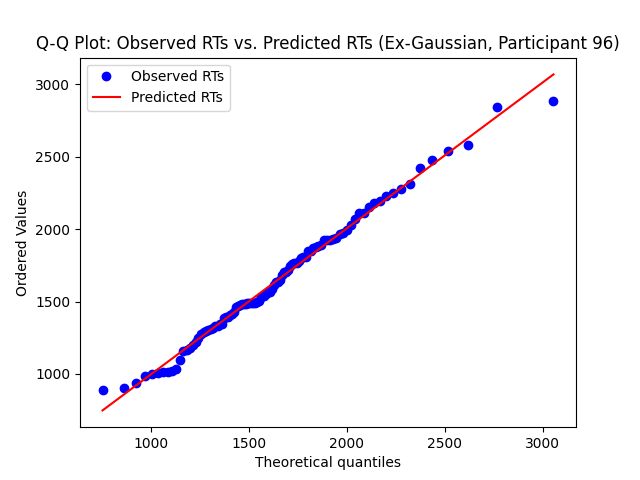 Q-Q Plot: Observed RTs vs. Predicted RTs (Ex-Gaussian, Participant 96)
Observed RTs
Predicted RTs
3000
2500
2000
1500
1000
Ordered Values
1000 1500 2000 2500 3000
Theoretical quantiles